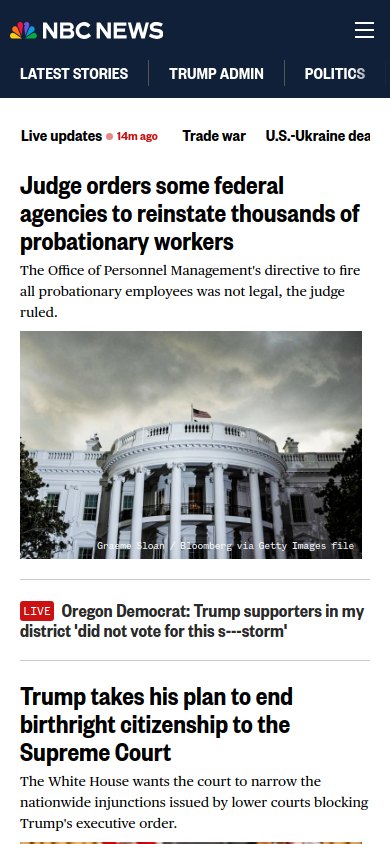 NBC NEWS
LATEST STORIES
TRUMP ADMIN
POLITICS
Live updates 14m ago Trade war U.S.-Ukraine dea
Judge orders some federal
agencies to reinstate thousands of
probationary workers
The Office of Personnel Management's directive to fire
all probationary employees was not legal, the judge
ruled.
Graeme Sloan / Bloomberg via Getty Images file
LIVE Oregon Democrat: Trump supporters in my
district 'did not vote for this s---storm'
Trump takes his plan to end
birthright citizenship to the
Supreme Court
The White House wants the court to narrow the
nationwide injunctions issued by lower courts blocking
Trump's executive order.